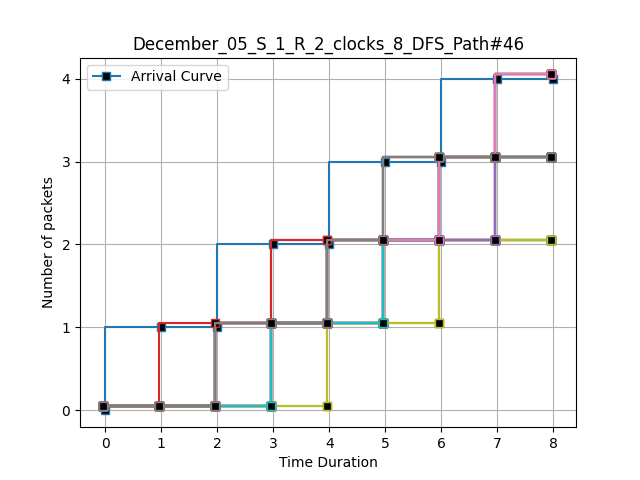 December_05_S_1_R_2_clocks_8_DFS_Path#46
Arrival Curve
4
3
2
1
0
Number of packets
0 1 2 3 4 5 6 7 8
Time Duration